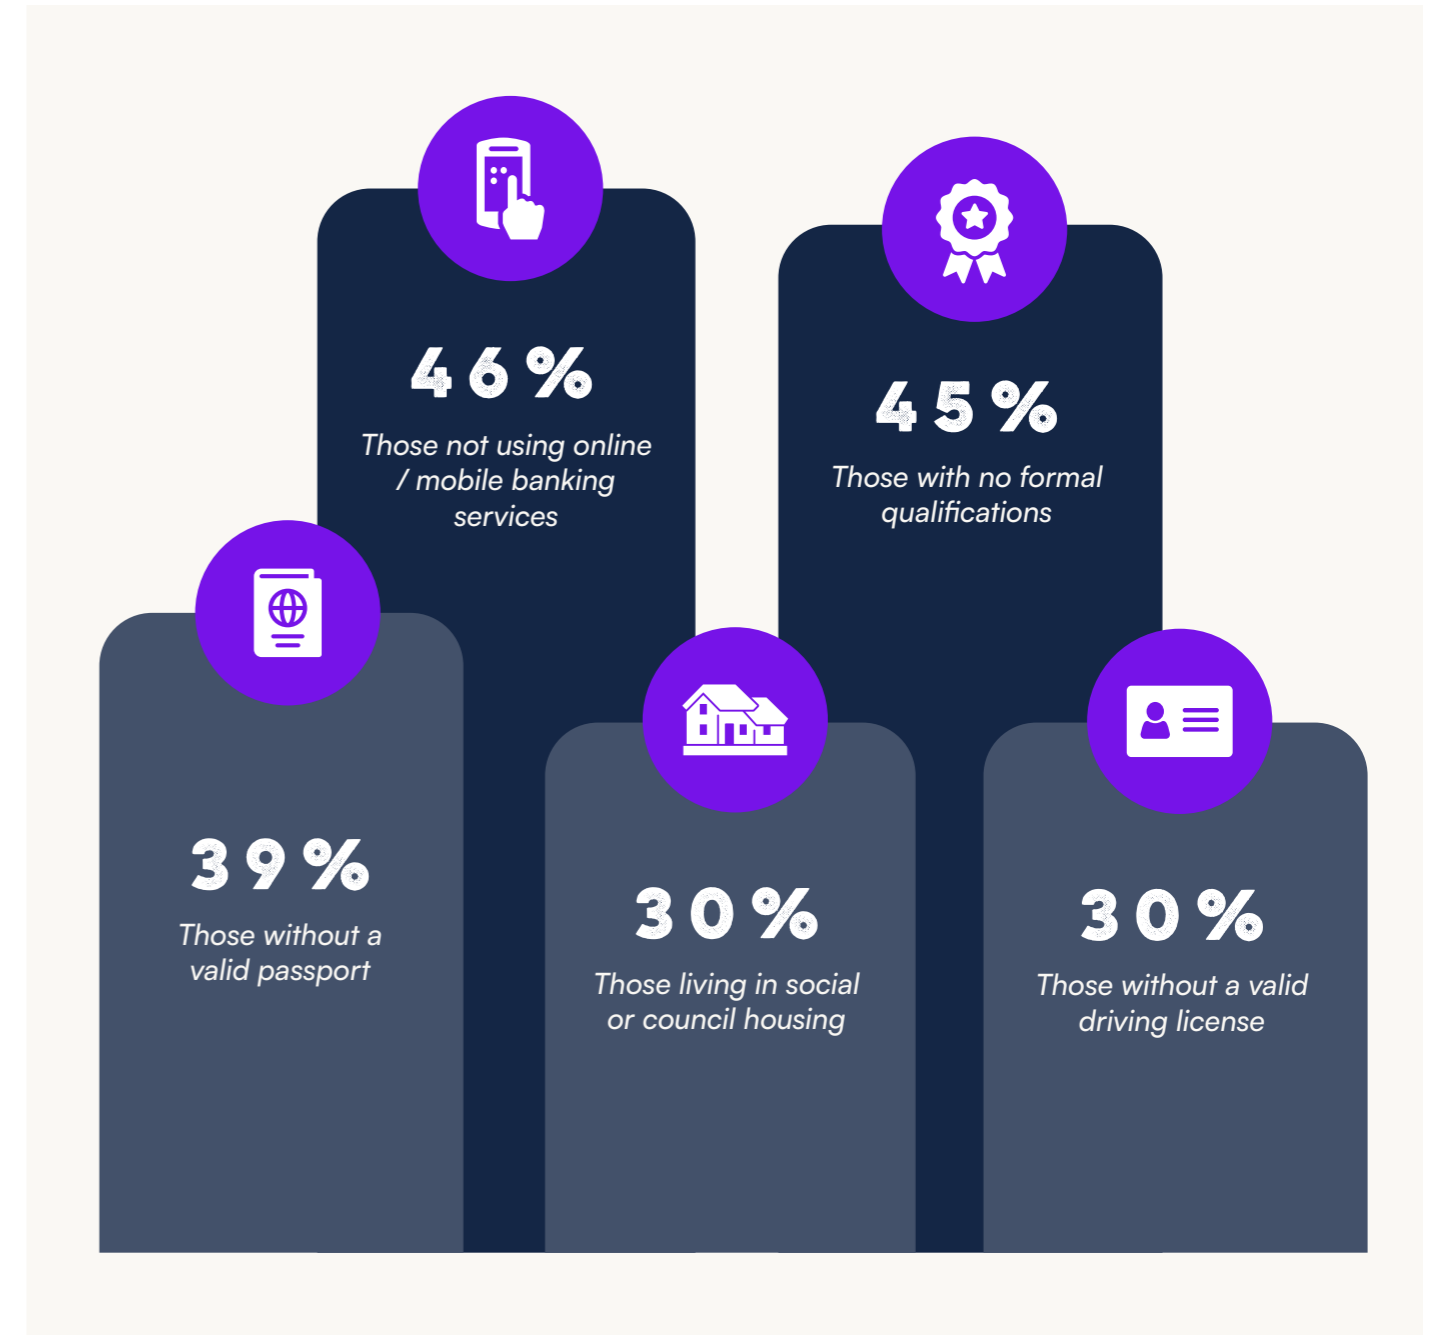 46%
Those not using online
/ mobile banking
services
45%
Those with no formal
qualifications
39%
Those without a
valid passport
30%
Those living in social
or council housing
30%
Those without a valid
driving license